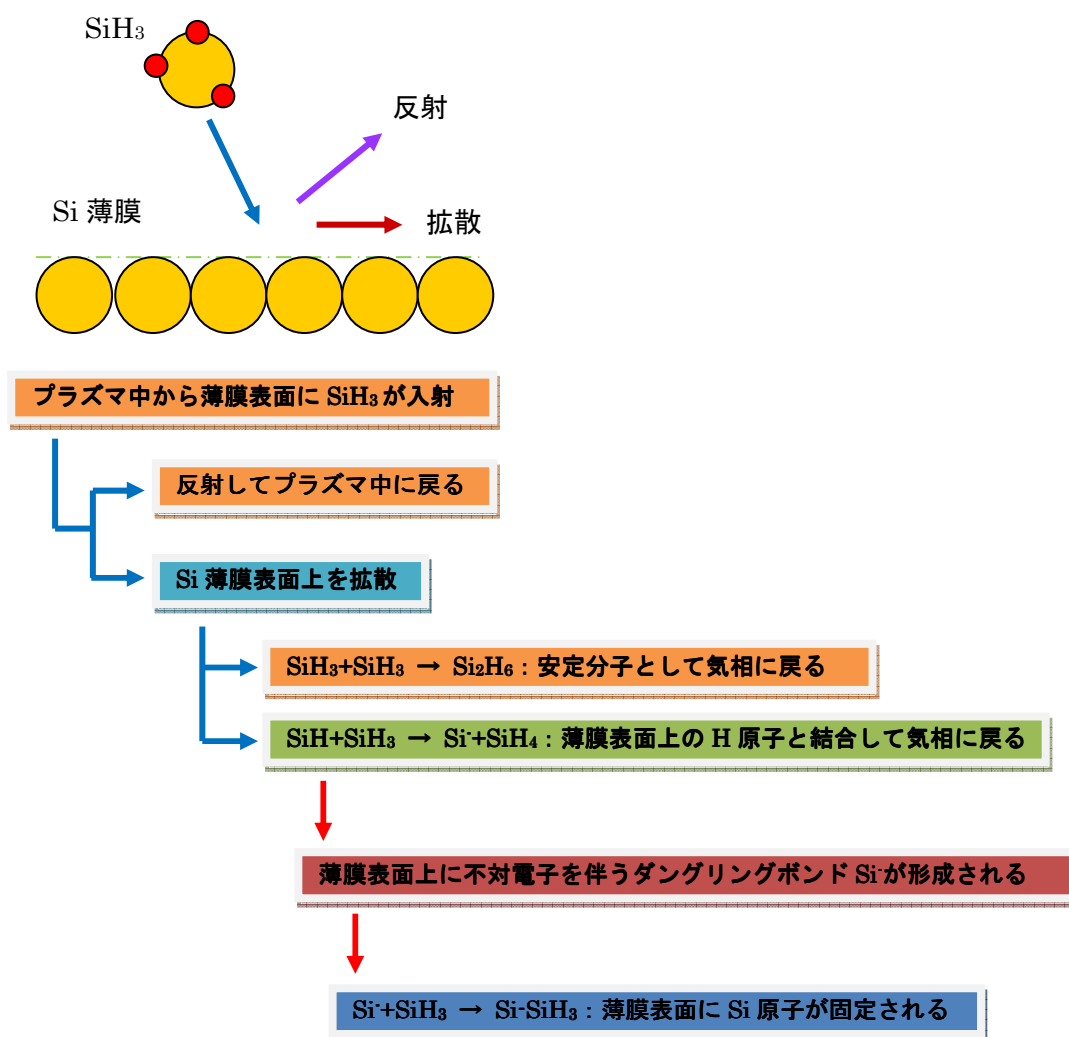 SiH₃
反射
Si 薄膜
拡散
プラズマ中から薄膜表面に SiH₃ が入射
反射してプラズマ中に戻る
Si 薄膜表面上を拡散
SiH₃+SiH₃ → Si₂H₆：安定分子として気相に戻る
SiH+SiH₃ → Si⁻+SiH₄：薄膜表面上の H 原子と結合して気相に戻る
薄膜表面上に不対電子を伴うダングリングボンド Si⁻が形成される
Si⁻+SiH₃ → Si-SiH₃：薄膜表面に Si 原子が固定される